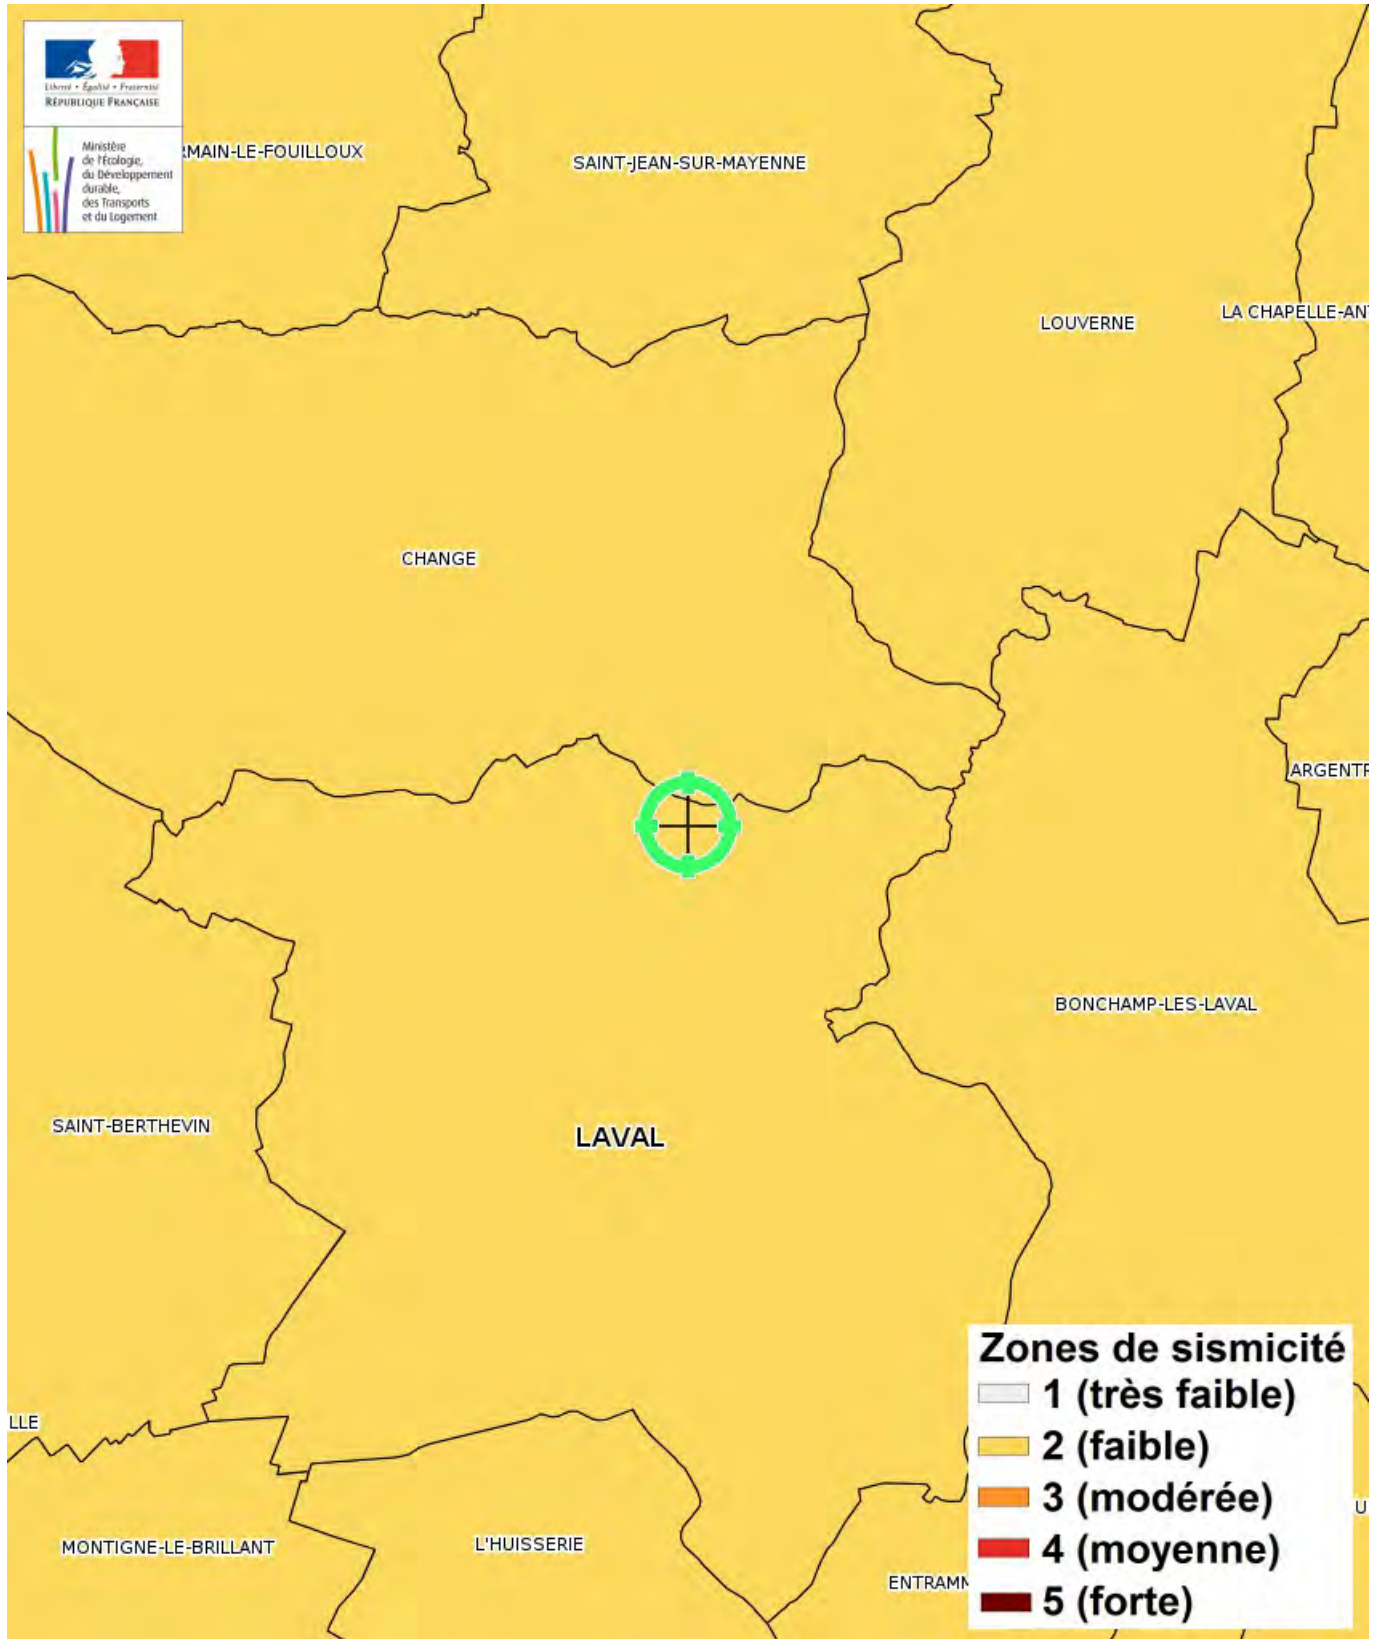 Liberté • Égalité • Fraternité
RÉPUBLIQUE FRANÇAISE
Ministère
de l'Écologie,
du Développement
durable,
des Transports
et du Logement
RMAIN-LE-FOUILLOUX
SAINT-JEAN-SUR-MAYENNE
LA CHAPELLE-AN
LOUVERNE
CHANGE
ARGENTR
BONCHAMP-LES-LAVAL
SAINT-BERTHEVIN
LAVAL
LLE
MONTIGNE-LE-BRILLANT
L'HUISSERIE
ENTRAMM
U
Zones de sismicité
1 (très faible)
2 (faible)
3 (modérée)
4 (moyenne)
5 (forte)